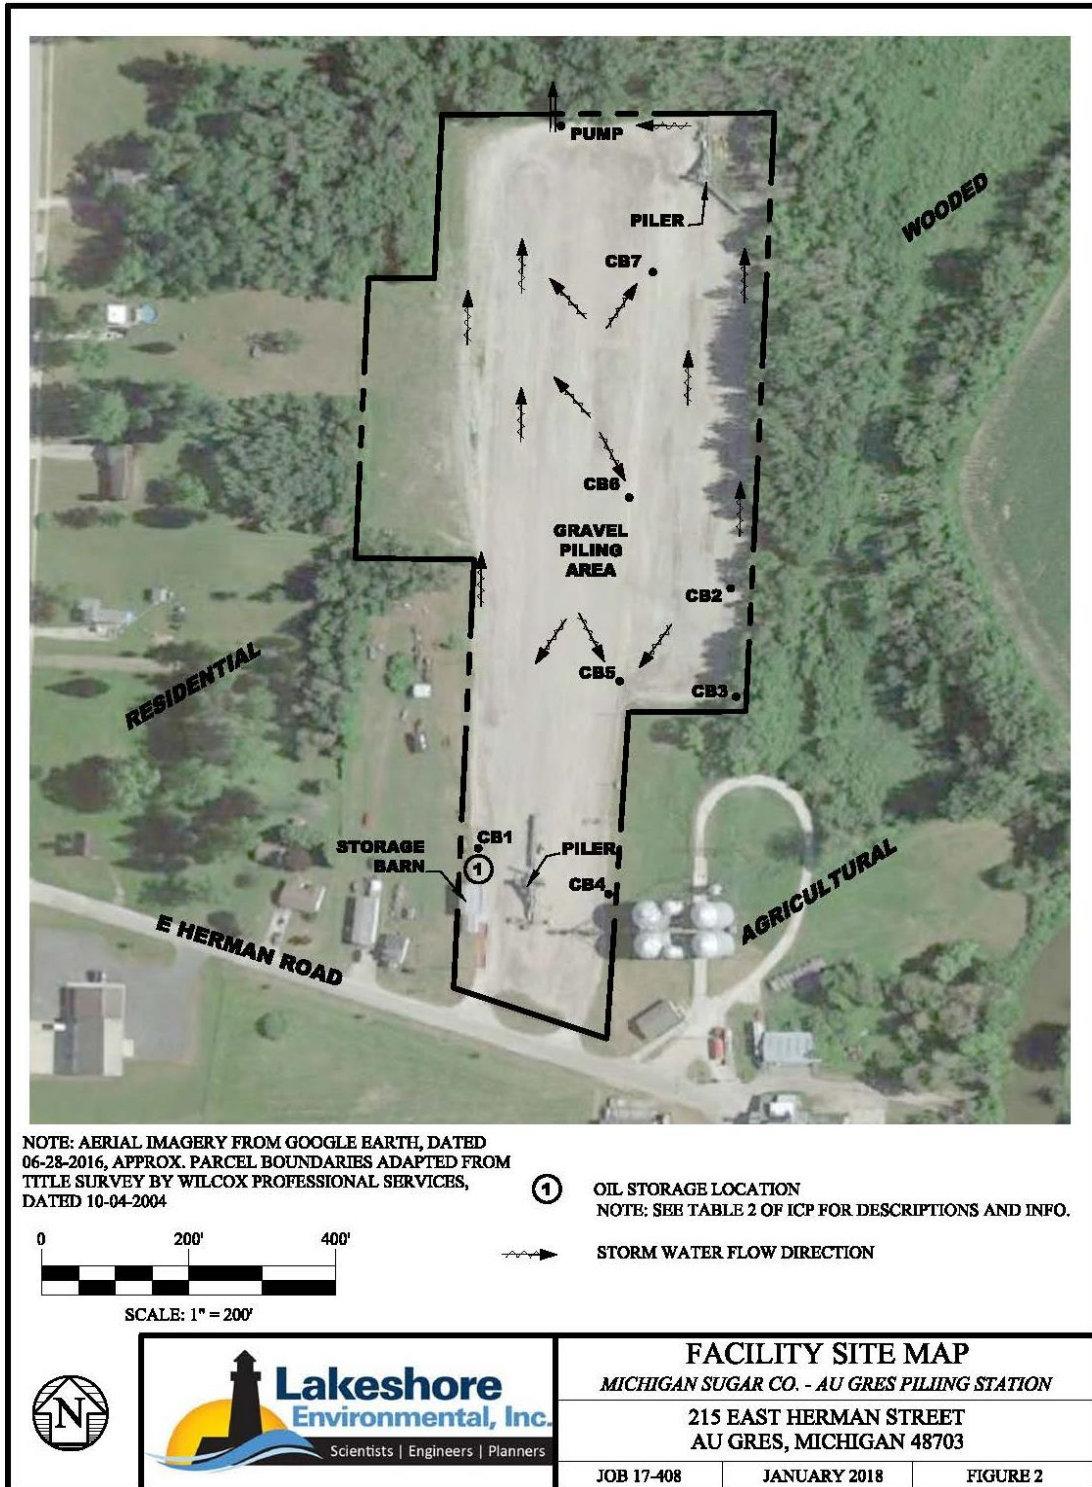 PUMP
WOODED
PILER
CB7
CB6
GRAVEL
PILING
AREA
CB2
RESIDENTIAL
CB5
CB3
CB1
STORAGE
BARN
1
PILER
CB4
AGRICULTURAL
E HERMAN ROAD
NOTE: AERIAL IMAGERY FROM GOOGLE EARTH, DATED
06-28-2016, APPROX. PARCEL BOUNDARIES ADAPTED FROM
TITLE SURVEY BY WILCOX PROFESSIONAL SERVICES,
DATED 10-04-2004
1 OIL STORAGE LOCATION
NOTE: SEE TABLE 2 OF ICP FOR DESCRIPTIONS AND INFO.
STORM WATER FLOW DIRECTION
0 200' 400'
SCALE: 1" = 200'
N
Lakeshore
Environmental, Inc.
Scientists | Engineers | Planners
FACILITY SITE MAP
MICHIGAN SUGAR CO. - AU GRES PILIING STATION
215 EAST HERMAN STREET
AU GRES, MICHIGAN 48703
JOB 17-408 JANUARY 2018 FIGURE 2